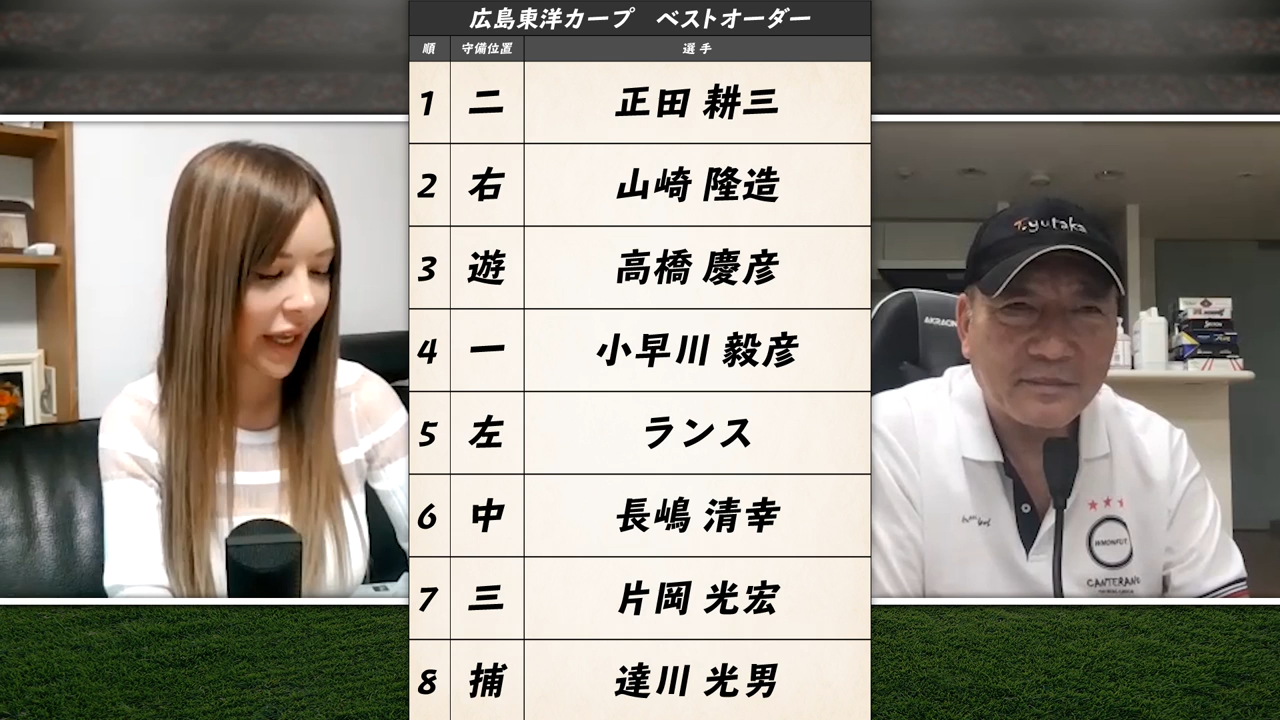 広島東洋カープ　ベストオーダー
順 守備位置 選手
1 二 正田 耕三
2 右 山崎 隆造
3 遊 高橋 慶彦
4 一 小早川 毅彦
5 左 ランス
6 中 長嶋 清幸
7 三 片岡 光宏
8 捕 達川 光男
yutaka
AKRACING
SRIXON
CANTERANO